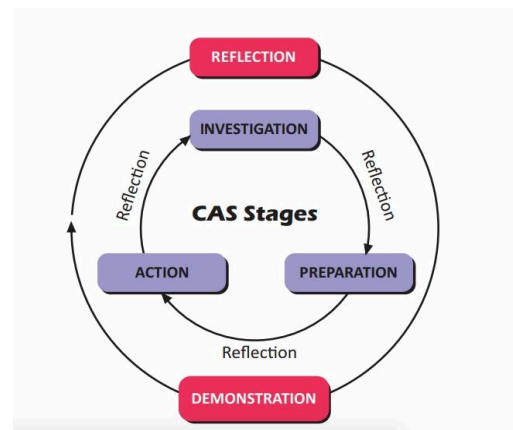 REFLECTION
INVESTIGATION
Reflection
Reflection
CAS Stages
ACTION
PREPARATION
Reflection
DEMONSTRATION